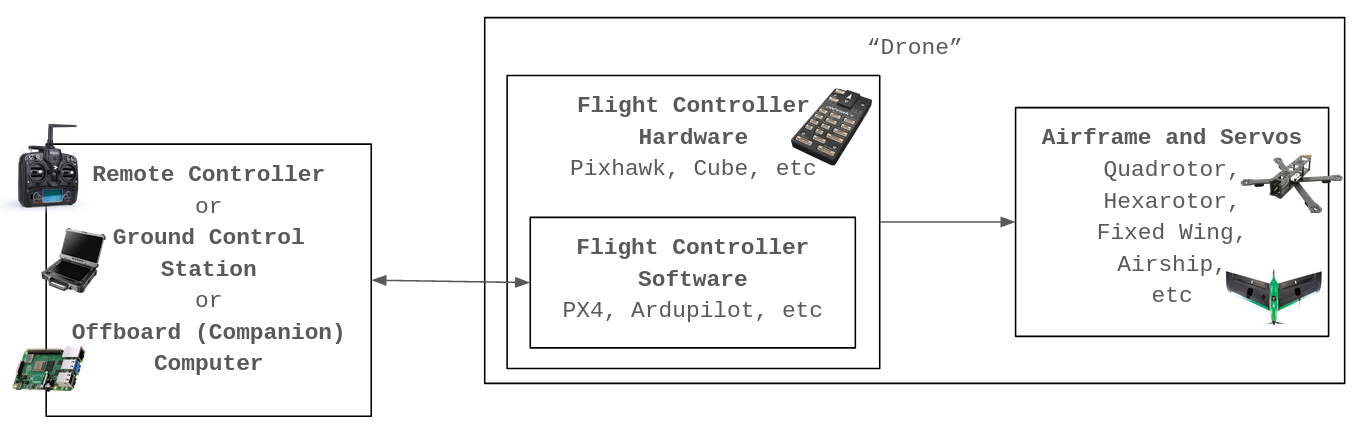 “Drone”
Flight Controller
Hardware
Pixhawk, Cube, etc
Flight Controller
Software
PX4, Ardupilot, etc
Airframe and Servos
Quadrotor,
Hexarotor,
Fixed Wing,
Airship,
etc
Remote Controller
or
Ground Control
Station
or
Offboard (Companion)
Computer